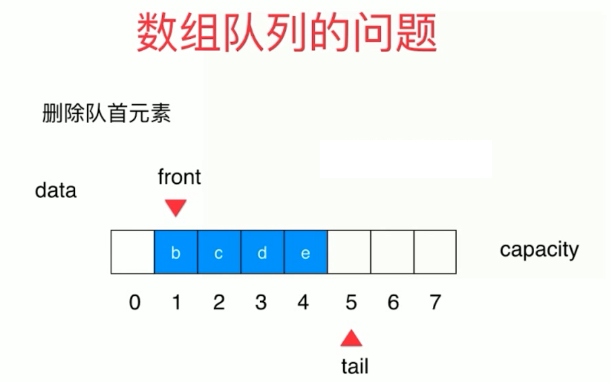 数组队列的问题
删除队首元素
front
data
b c d e
capacity
0 1 2 3 4 5 6 7
tail